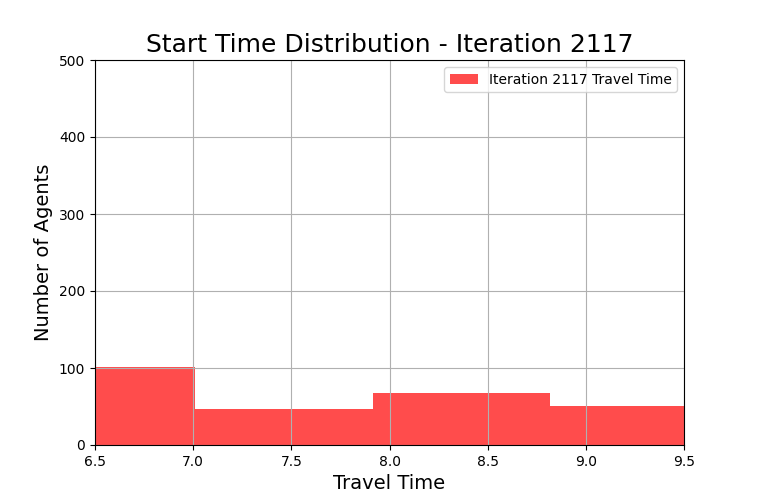 Start Time Distribution - Iteration 2117
500
400
300
200
100
0
Number of Agents
Iteration 2117 Travel Time
6.5 7.0 7.5 8.0 8.5 9.0 9.5
Travel Time